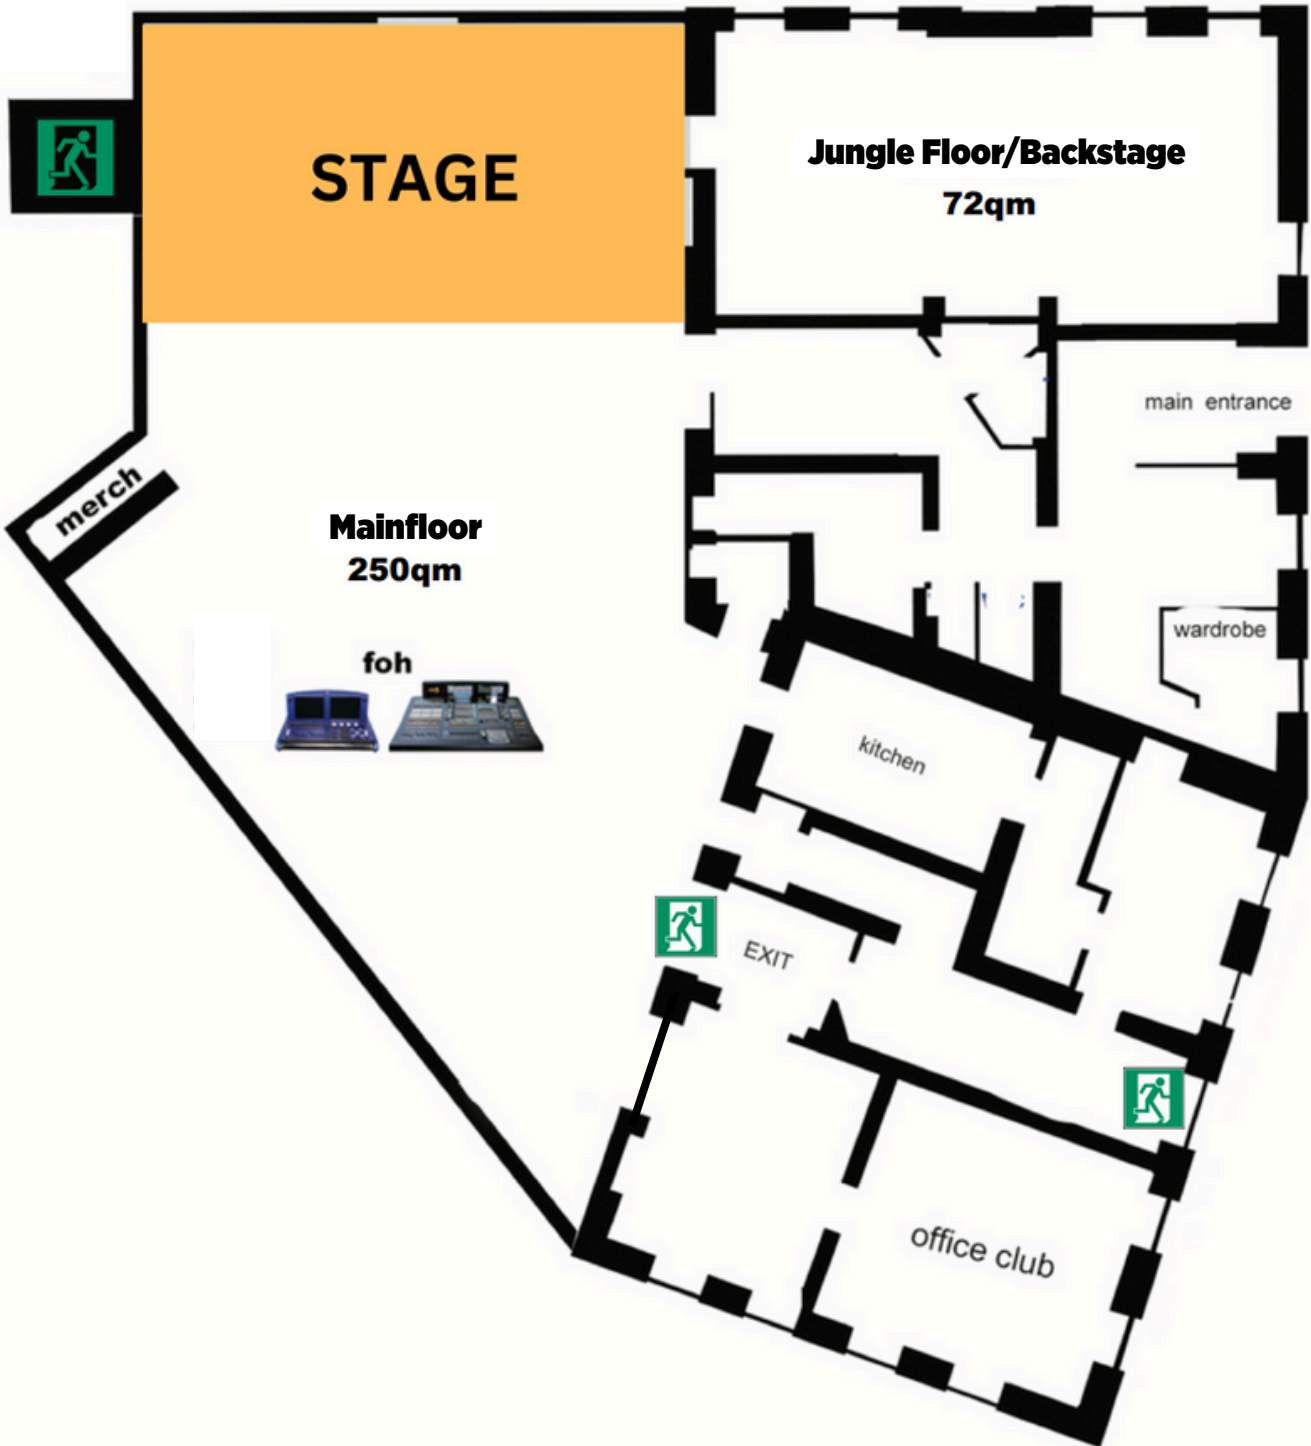 STAGE
Jungle Floor/Backstage
72qm
main entrance
merch
Mainfloor
250qm
wardrobe
foh
kitchen
EXIT
office club